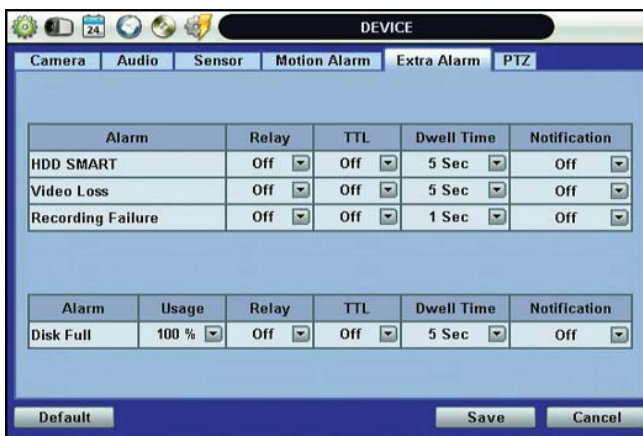 24
DEVICE
Camera Audio Sensor Motion Alarm Extra Alarm PTZ
Alarm Relay TTL Dwell Time Notification
HDD SMART Off Off 5 Sec Off
Video Loss Off Off 5 Sec Off
Recording Failure Off Off 1 Sec Off
Alarm Usage Relay TTL Dwell Time Notification
Disk Full 100 % Off Off 5 Sec Off
Default Save Cancel